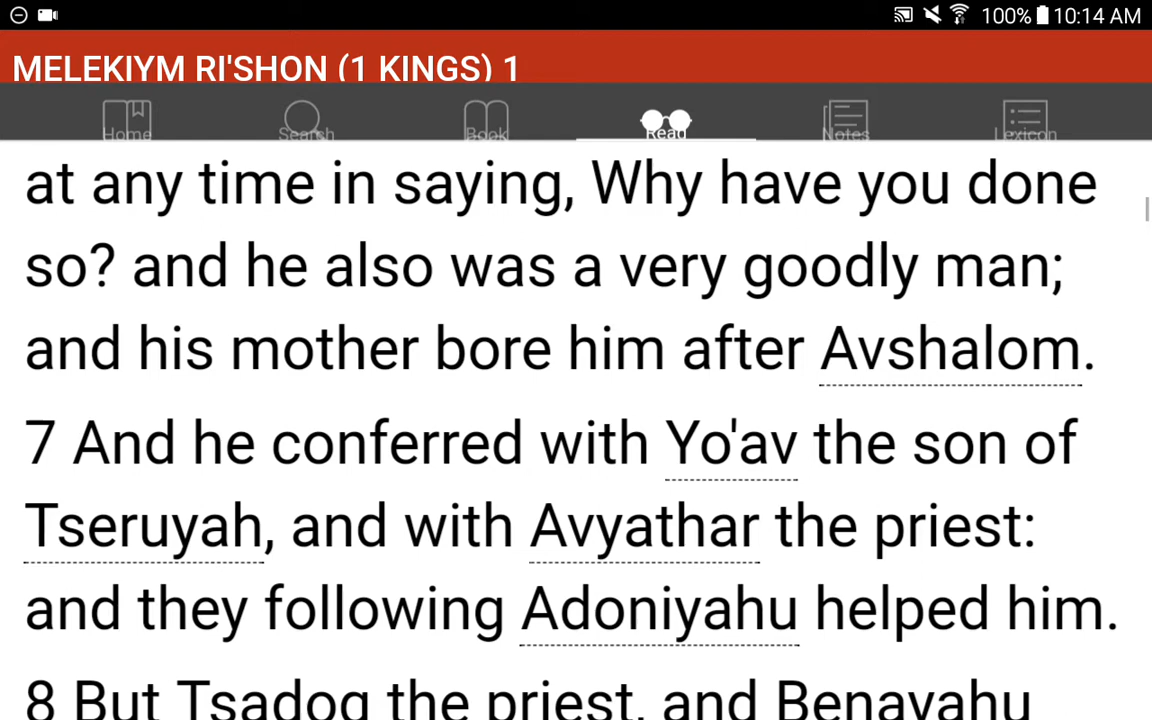 100% 10:14 AM
MELEKIYM RI'SHON (1 KINGS) 1
Home Search Book Read Notes Lexicon
at any time in saying, Why have you done
so? and he also was a very goodly man;
and his mother bore him after Avshalom.
7 And he conferred with Yo'av the son of
Tseruyah, and with Avyathar the priest:
and they following Adoniyahu helped him.
8 But Tsadoq the priest, and Benayahu